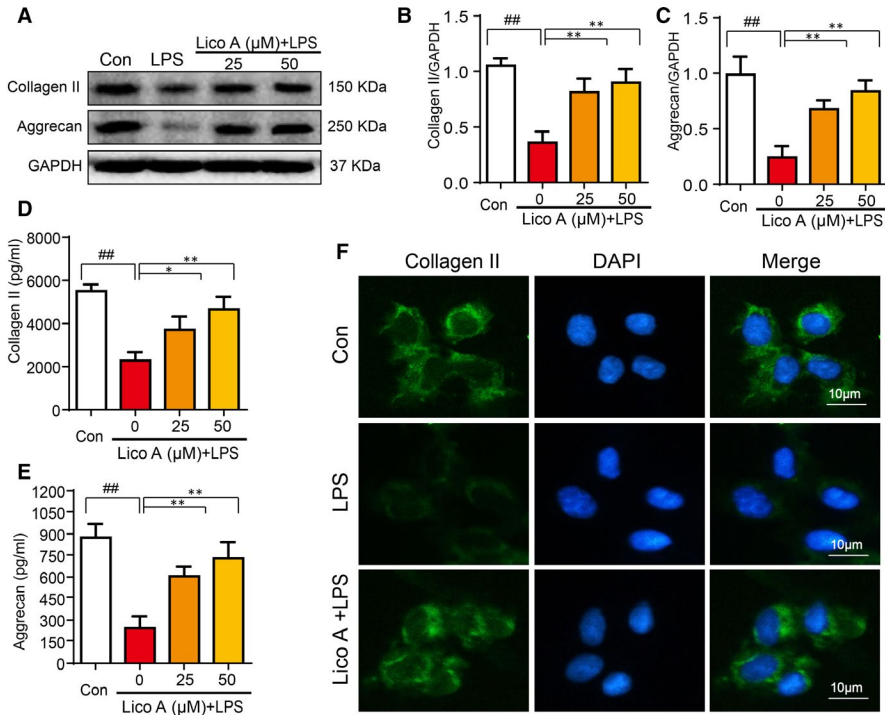 A
Con LPS Lico A (µM)+LPS
25 50
Collagen II 150 KDa
Aggrecan 250 KDa
GAPDH 37 KDa
B
Collagen II/GAPDH
1.5
1.0
0.5
0.0
##
**
**
Con 0 25 50
Lico A (µM)+LPS
C
Aggrecan/GAPDH
1.5
1.0
0.5
0.0
##
**
**
Con 0 25 50
Lico A (µM)+LPS
D
Collagen II (pg/ml)
8000
6000
4000
2000
0
##
**
*
Con 0 25 50
Lico A (µM)+LPS
E
Aggrecan (pg/ml)
1200
1050
900
750
600
450
300
150
0
##
**
**
Con 0 25 50
Lico A (µM)+LPS
F
Collagen II DAPI Merge
Con
10µm
LPS
10µm
Lico A +LPS
10µm